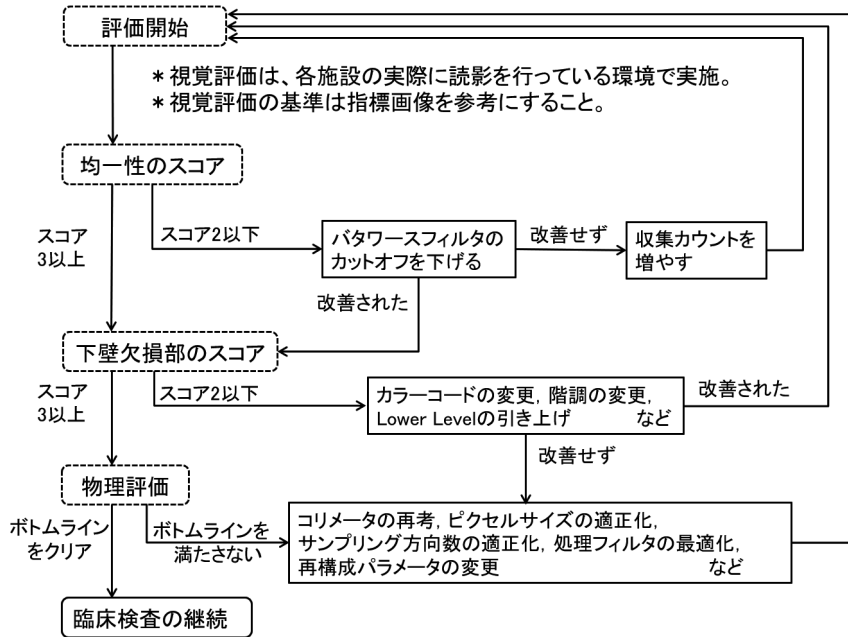 評価開始
＊視覚評価は、各施設の実際に読影を行っている環境で実施。
＊視覚評価の基準は指標画像を参考にすること。
均一性のスコア
スコア
3以上
スコア2以下
バタワースフィルタの
カットオフを下げる
改善せず
収集カウントを
増やす
改善された
下壁欠損部のスコア
スコア
3以上
スコア2以下
カラーコードの変更, 階調の変更,
Lower Levelの引き上げ　　など
改善された
改善せず
物理評価
ボトムライン
をクリア
ボトムラインを
満たさない
コリメータの再考, ピクセルサイズの適正化,
サンプリング方向数の適正化, 処理フィルタの最適化,
再構成パラメータの変更　　など
臨床検査の継続